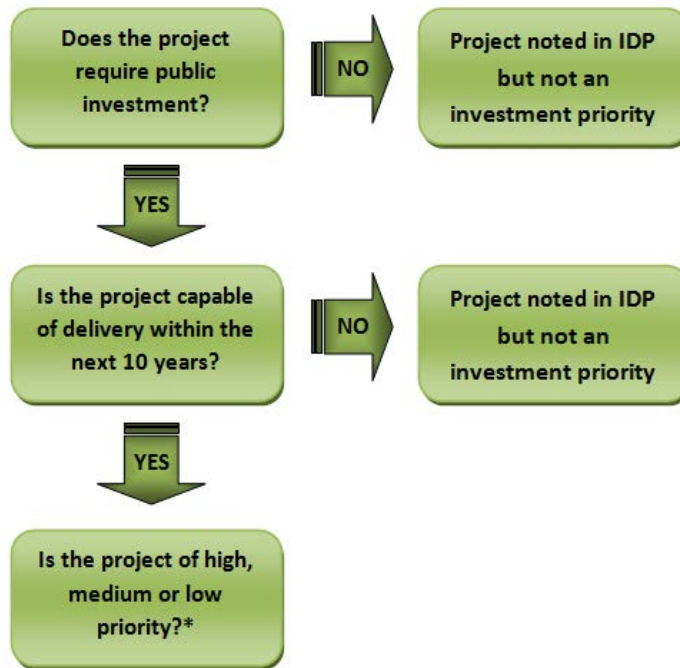 Does the project
require public
investment?
NO
Project noted in IDP
but not an
investment priority
YES
Is the project capable
of delivery within the
next 10 years?
NO
Project noted in IDP
but not an
investment priority
YES
Is the project of high,
medium or low
priority?*